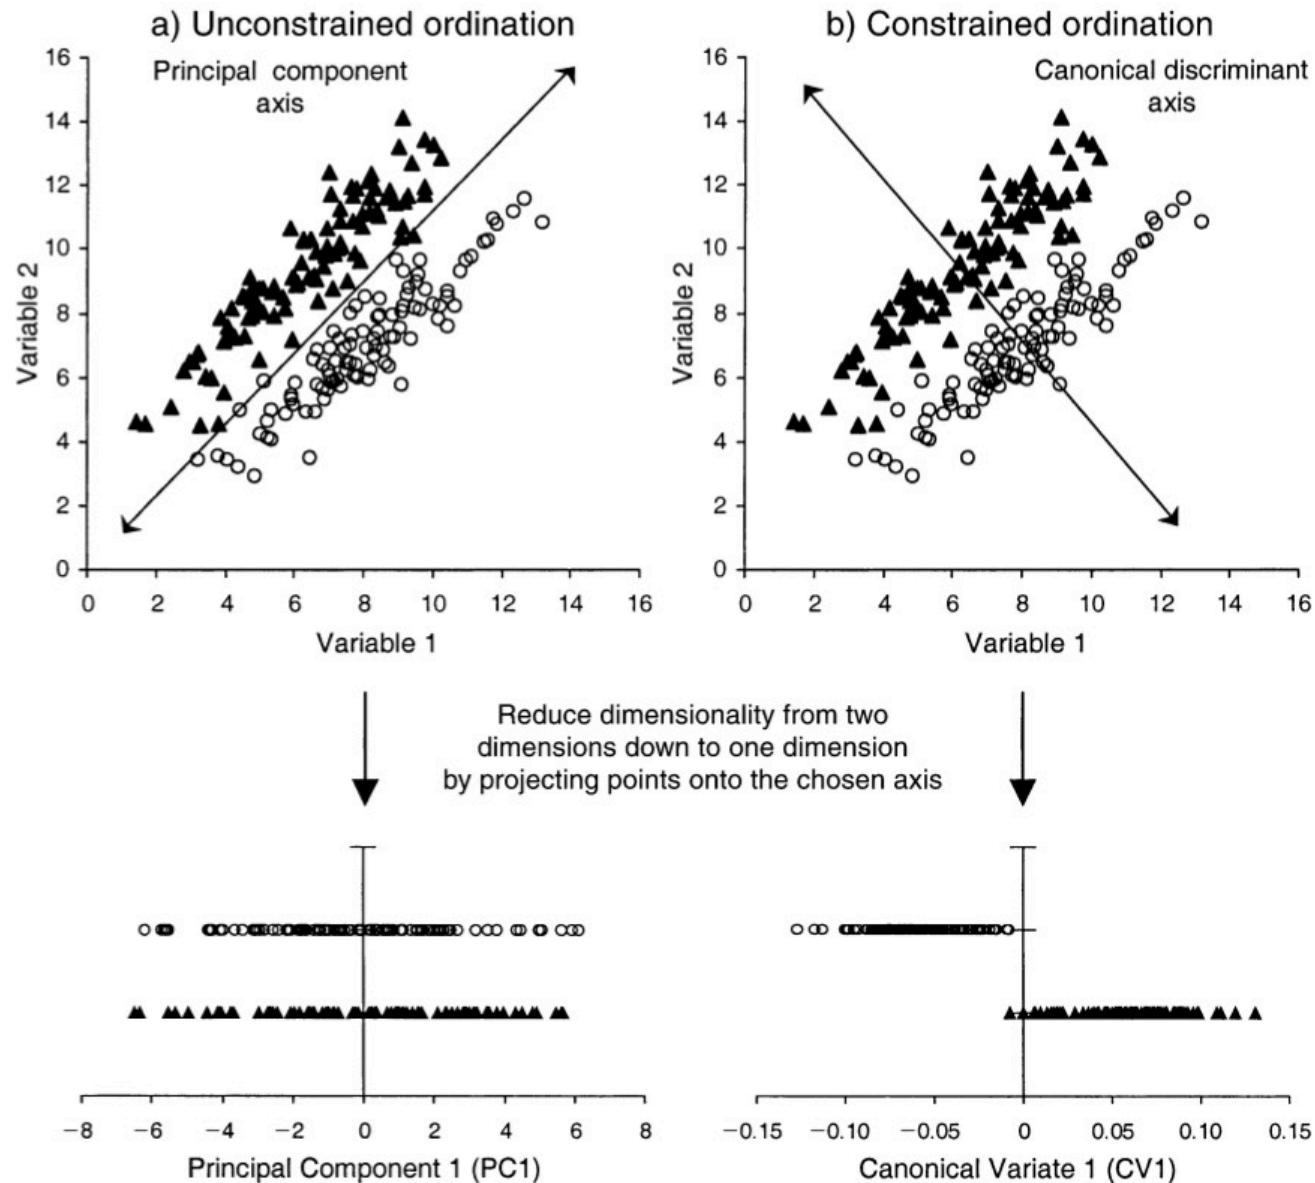 a) Unconstrained ordination
Principal component
axis
16
14
12
10
8
6
4
2
0
Variable 2
0 2 4 6 8 10 12 14 16
Variable 1
b) Constrained ordination
Canonical discriminant
axis
16
14
12
10
8
6
4
2
0
Variable 2
0 2 4 6 8 10 12 14 16
Variable 1
Reduce dimensionality from two
dimensions down to one dimension
by projecting points onto the chosen axis
−8 −6 −4 −2 0 2 4 6 8
Principal Component 1 (PC1)
−0.15 −0.10 −0.05 0 0.05 0.10 0.15
Canonical Variate 1 (CV1)